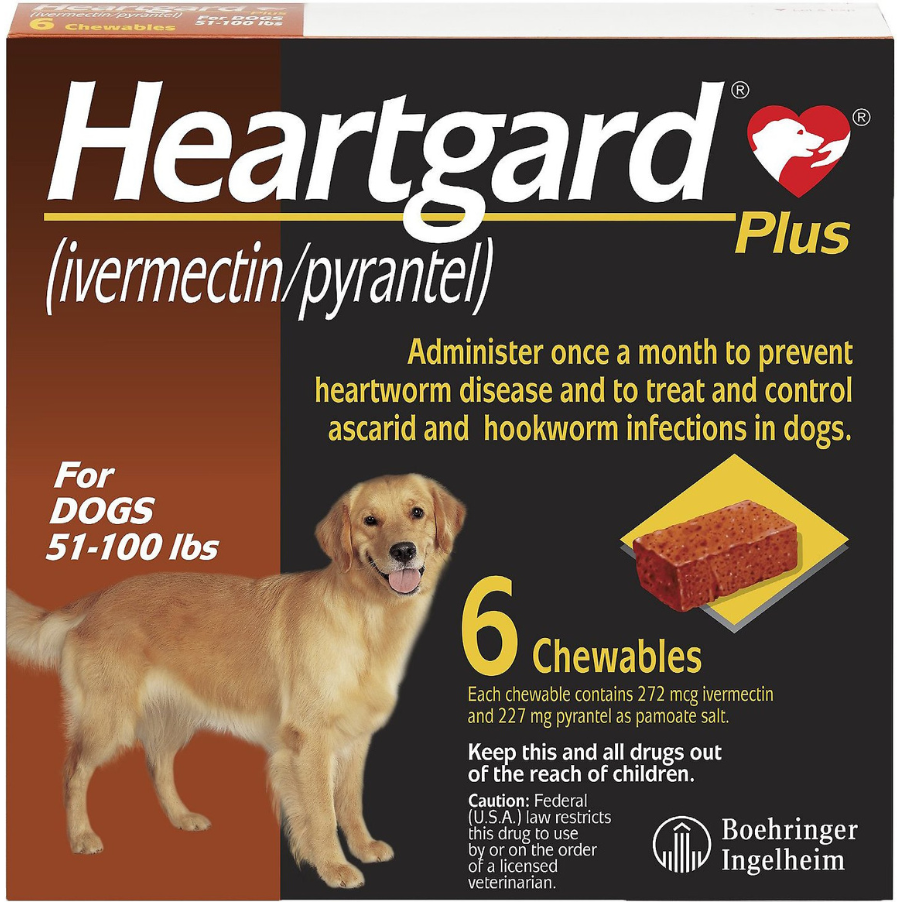 (ivermectin/pyrantel) Plus
6 Chewables
For DOGS
51-100 lbs
Heartgard®
®
Plus
(ivermectin/pyrantel)
Administer once a month to prevent
heartworm disease and to treat and control
ascarid and hookworm infections in dogs.
For
DOGS
51-100 lbs
6 Chewables
Each chewable contains 272 mcg ivermectin
and 227 mg pyrantel as pamoate salt.
Keep this and all drugs out
of the reach of children.
Caution: Federal
(U.S.A.) law restricts
this drug to use
by or on the order
of a licensed
veterinarian.
Boehringer
Ingelheim